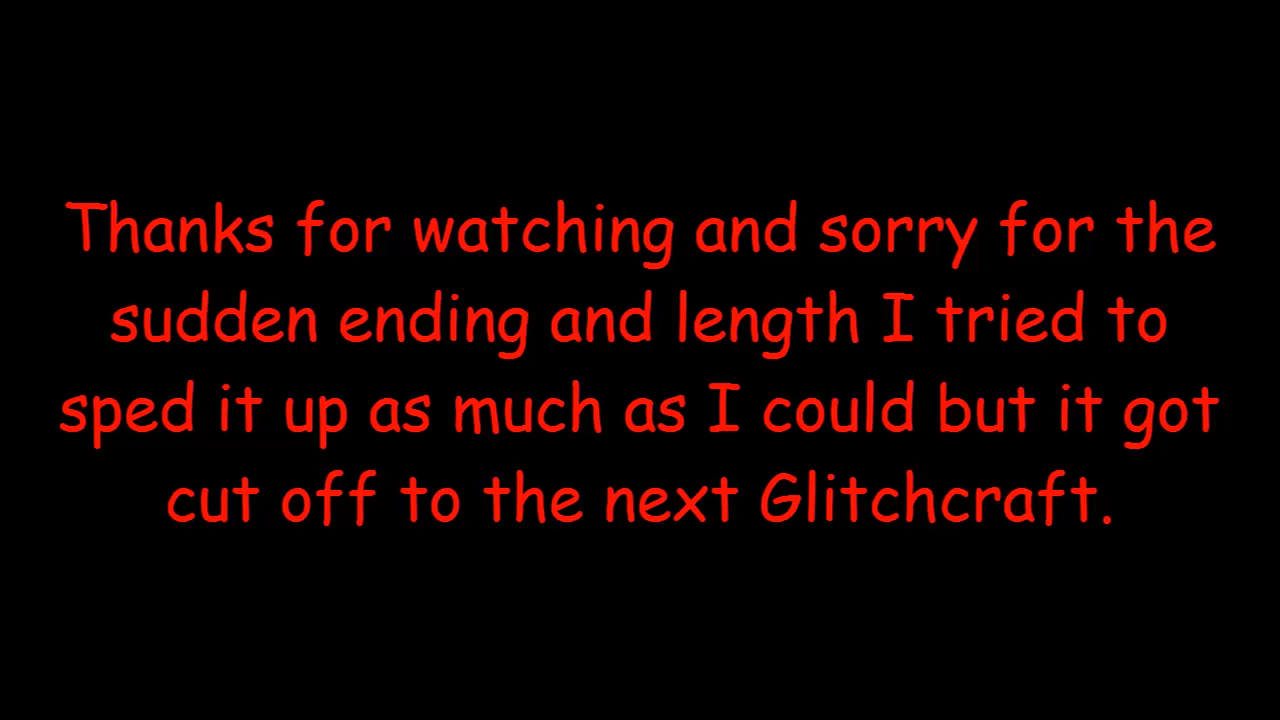 Thanks for watching and sorry for the
sudden ending and length I tried to
sped it up as much as I could but it got
cut off to the next Glitchcraft.